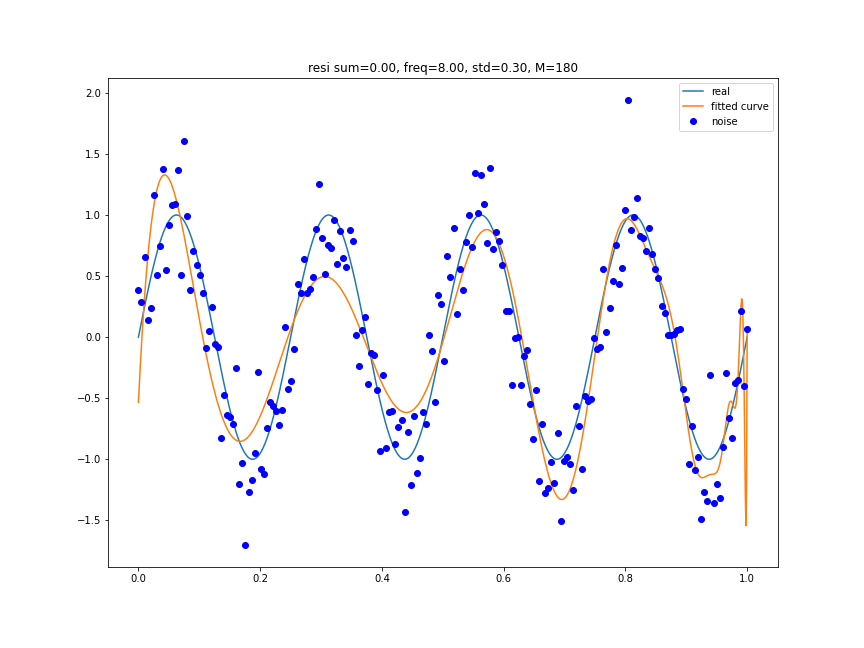 resi sum=0.00, freq=8.00, std=0.30, M=180
real
fitted curve
noise
2.0
1.5
1.0
0.5
0.0
−0.5
−1.0
−1.5
0.0 0.2 0.4 0.6 0.8 1.0